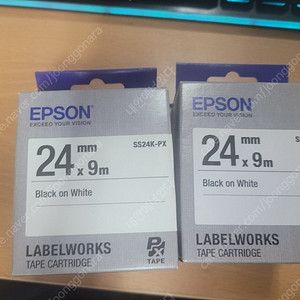 EPSON
EXCEED YOUR VISION
SS24K-PX
24 mm x 9m
Black on White
LABELWORKS
TAPE CARTRIDGE
Px
TAPE
EPSON
EXCEED YOUR VISION
24 mm x 9m
Black on White
LABELWORKS
TAPE CARTRIDGE